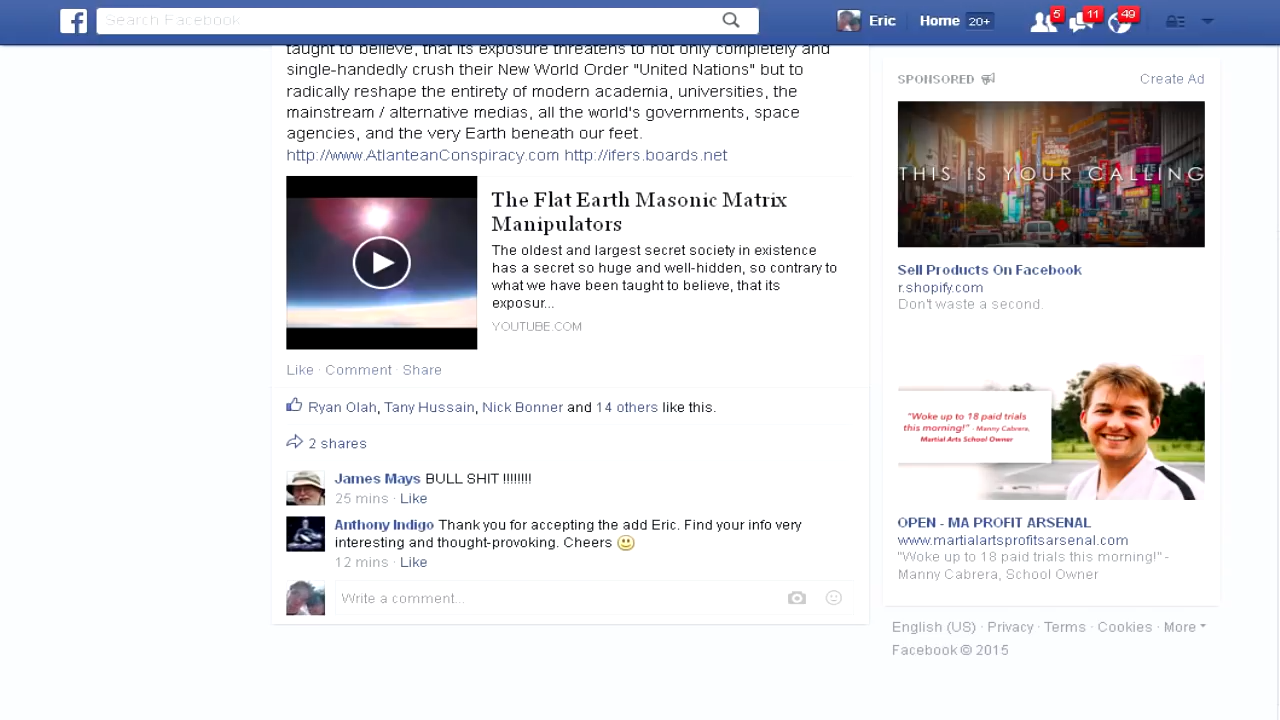 Search Facebook
Eric Home 20+ 5 11 49
taught to believe, that its exposure threatens to not only completely and
single-handedly crush their New World Order "United Nations" but to
radically reshape the entirety of modern academia, universities, the
mainstream / alternative medias, all the world's governments, space
agencies, and the very Earth beneath our feet.
http://www.AtlanteanConspiracy.com http://ifers.boards.net
The Flat Earth Masonic Matrix
Manipulators
The oldest and largest secret society in existence
has a secret so huge and well-hidden, so contrary to
what we have been taught to believe, that its
exposur...
YOUTUBE.COM
Like · Comment · Share
Ryan Olah, Tany Hussain, Nick Bonner and 14 others like this.
2 shares
James Mays BULL SHIT !!!!!!!!
25 mins · Like
Anthony Indigo Thank you for accepting the add Eric. Find your info very
interesting and thought-provoking. Cheers
12 mins · Like
Write a comment...
SPONSORED
Create Ad
THIS IS YOUR CALLING
Sell Products On Facebook
r.shopify.com
Don't waste a second.
"Woke up to 18 paid trials
this morning!" - Manny Cabrera,
Martial Arts School Owner
OPEN - MA PROFIT ARSENAL
www.martialartsprofitsarsenal.com
"Woke up to 18 paid trials this morning!" -
Manny Cabrera, School Owner
English (US) · Privacy · Terms · Cookies · More
Facebook © 2015